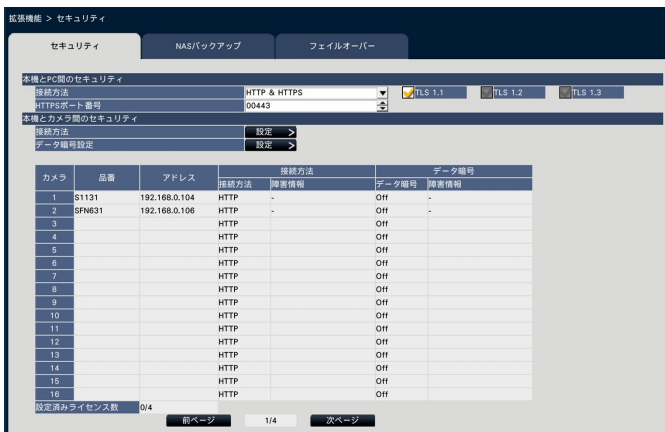 拡張機能 > セキュリティ
セキュリティ NASバックアップ フェイルオーバー
本機とPC間のセキュリティ
接続方法 HTTP & HTTPS TLS 1.1 TLS 1.2 TLS 1.3
HTTPSポート番号 00443
本機とカメラ間のセキュリティ
接続方法 設定 >
データ暗号設定 設定 >
カメラ 品番 アドレス 接続方法 データ暗号
接続方法 障害情報 データ暗号 障害情報
1 S1131 192.168.0.104 HTTP - Off -
2 SFN631 192.168.0.106 HTTP - Off -
3 HTTP Off
4 HTTP Off
5 HTTP Off
6 HTTP Off
7 HTTP Off
8 HTTP Off
9 HTTP Off
10 HTTP Off
11 HTTP Off
12 HTTP Off
13 HTTP Off
14 HTTP Off
15 HTTP Off
16 HTTP Off
設定済みライセンス数 0/4
前ページ 1/4 次ページ